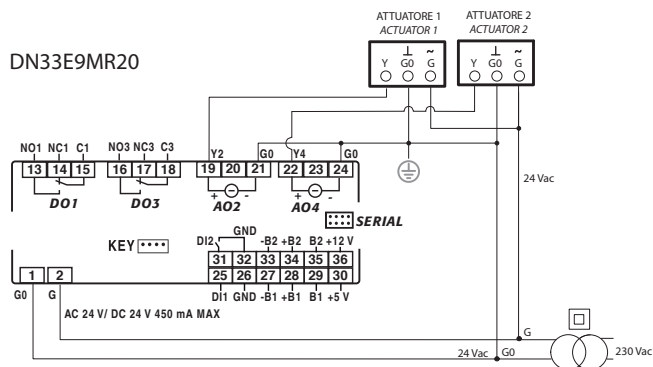 ATTUATORE 1
ACTUATOR 1
ATTUATORE 2
ACTUATOR 2
DN33E9MR20
⊥ ~
Y G0 G
⊥ ~
Y G0 G
NO1 NC1 C1
NO3 NC3 C3
Y2 G0
Y4 G0
13 14 15
16 17 18
19 20 21
22 23 24
24 Vac
DO1
DO3
+ -
AO2
+ -
AO4
SERIAL
KEY
DI2 GND -B2 +B2 B2 +12 V
31 32 33 34 35 36
25 26 27 28 29 30
DI1 GND -B1 +B1 B1 +5 V
1 2
G0 G
AC 24 V/ DC 24 V 450 mA MAX
G
24 Vac G0
230 Vac